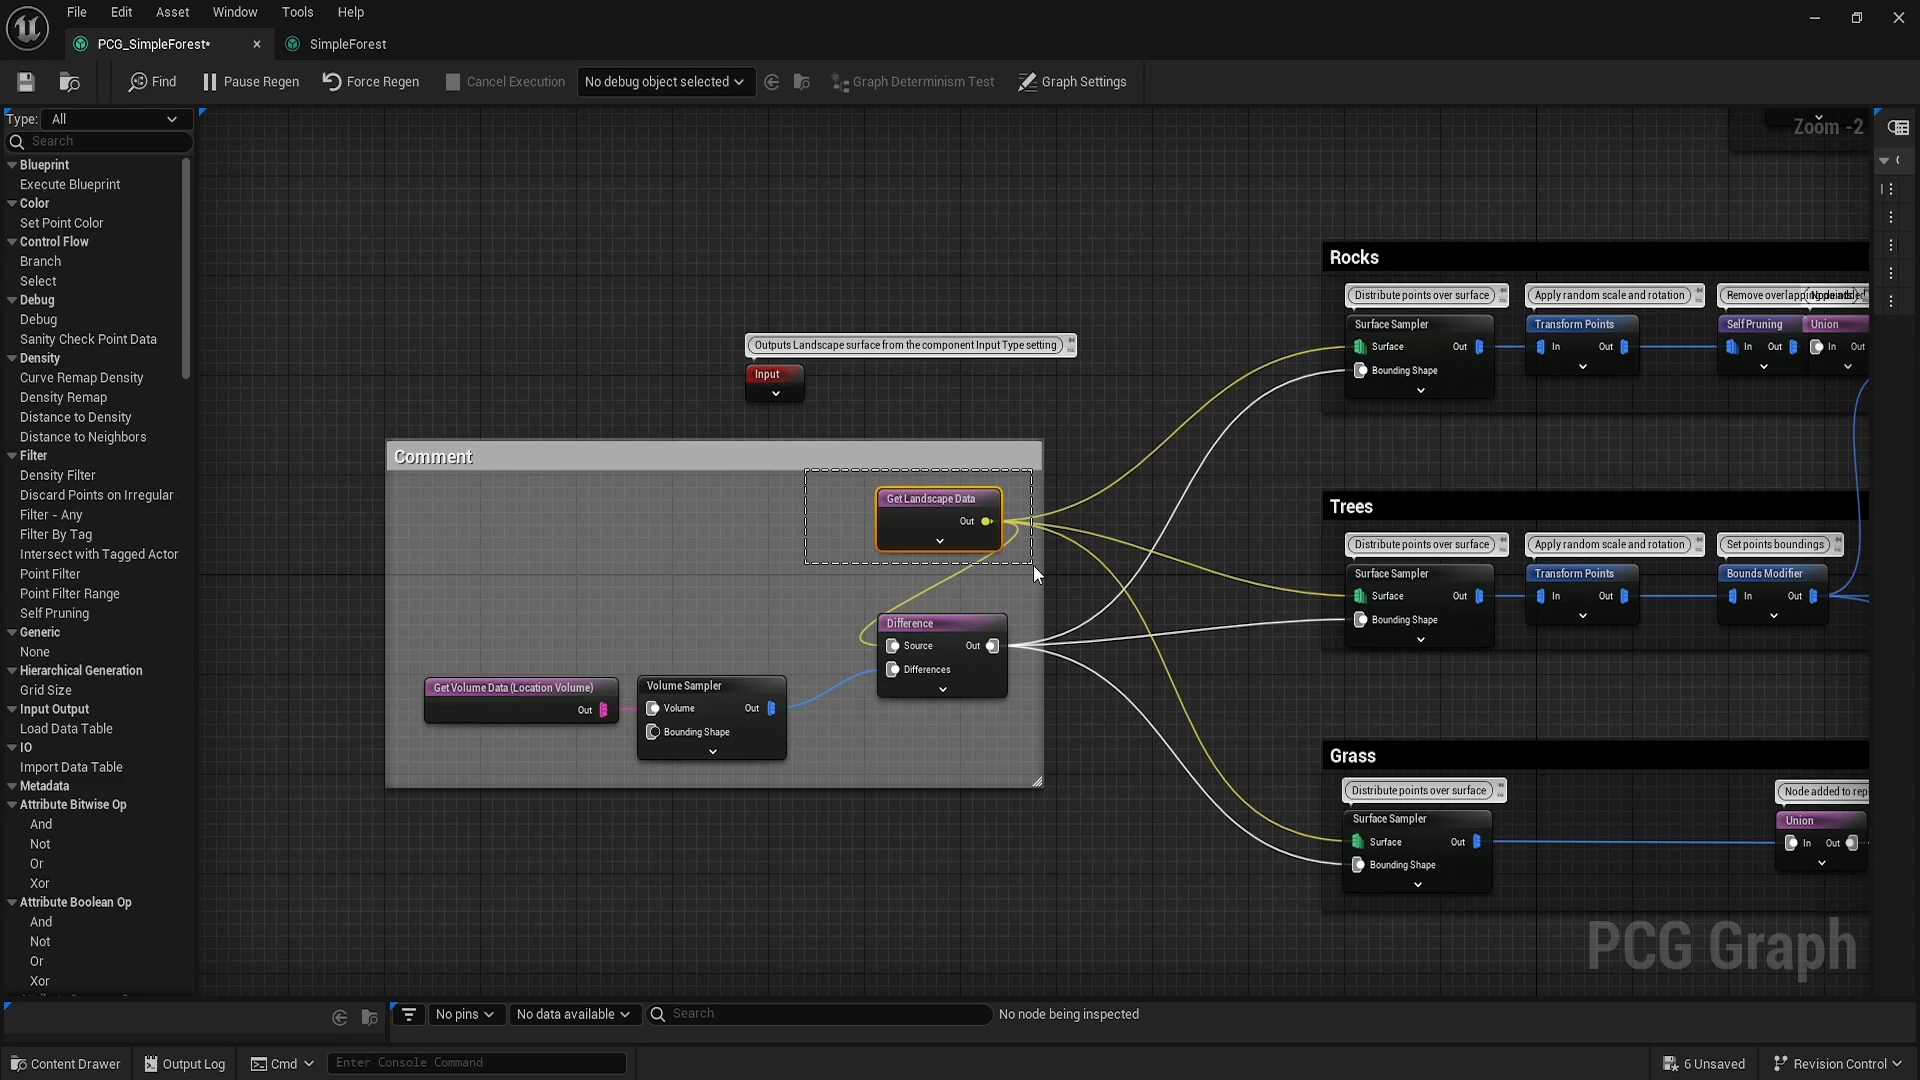 File Edit Asset Window Tools Help
PCG_SimpleForest*
SimpleForest
Find
Pause Regen
Force Regen
Cancel Execution
No debug object selected
Graph Determinism Test
Graph Settings
Type: All
Search
Blueprint
Execute Blueprint
Color
Set Point Color
Control Flow
Branch
Select
Debug
Debug
Sanity Check Point Data
Density
Curve Remap Density
Density Remap
Distance to Density
Distance to Neighbors
Filter
Density Filter
Discard Points on Irregular
Filter - Any
Filter By Tag
Intersect with Tagged Actor
Point Filter
Point Filter Range
Self Pruning
Generic
None
Hierarchical Generation
Grid Size
Input Output
Load Data Table
IO
Import Data Table
Metadata
Attribute Bitwise Op
And
Not
Or
Xor
Attribute Boolean Op
And
Not
Or
Xor
Zoom -2
Outputs Landscape surface from the component Input Type setting
Input
Comment
Get Landscape Data
Out
Difference
Source Out
Differences
Get Volume Data (Location Volume)
Out
Volume Sampler
Volume Out
Bounding Shape
Rocks
Distribute points over surface
Surface Sampler
Surface Out
Bounding Shape
Apply random scale and rotation
Transform Points
In Out
Remove overlapping
Self Pruning
In Out
Union
In Out
Trees
Distribute points over surface
Surface Sampler
Surface Out
Bounding Shape
Apply random scale and rotation
Transform Points
In Out
Set points boundings
Bounds Modifier
In Out
Grass
Distribute points over surface
Surface Sampler
Surface Out
Bounding Shape
Node added to repl
Union
In Out
PCG Graph
No pins
No data available
Search
No node being inspected
Content Drawer
Output Log
Cmd
Enter Console Command
6 Unsaved
Revision Control